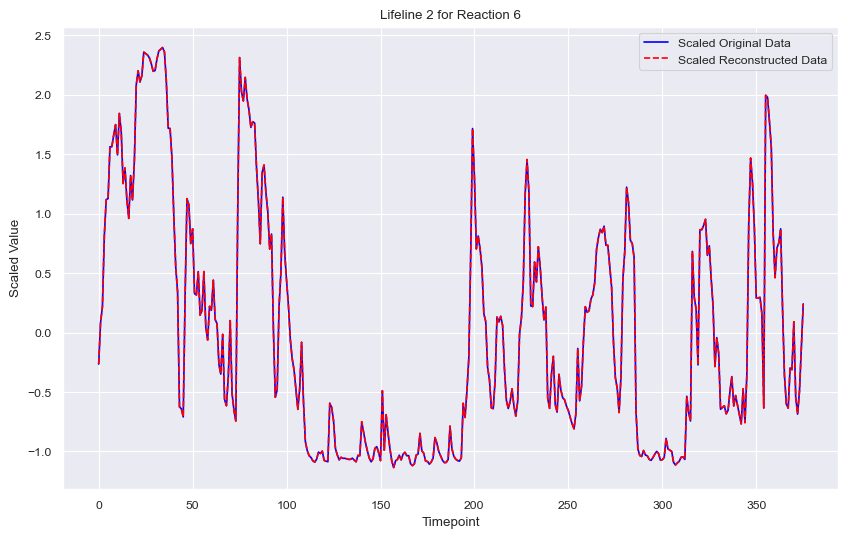 Lifeline 2 for Reaction 6
Scaled Original Data
Scaled Reconstructed Data
Scaled Value
2.5
2.0
1.5
1.0
0.5
0.0
−0.5
−1.0
0 50 100 150 200 250 300 350
Timepoint